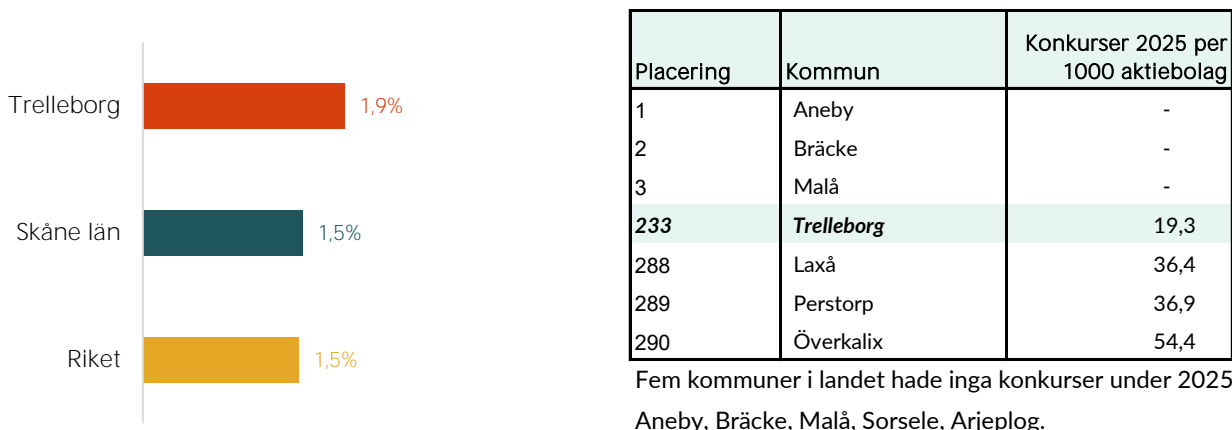 Trelleborg 1,9%
Skåne län 1,5%
Riket 1,5%
Placering Kommun Konkurser 2025 per
1000 aktiebolag
1 Aneby -
2 Bräcke -
3 Malå -
233 Trelleborg 19,3
288 Laxå 36,4
289 Perstorp 36,9
290 Överkalix 54,4
Fem kommuner i landet hade inga konkurser under 2025
Aneby, Bräcke, Malå, Sorsele, Arjeplog.